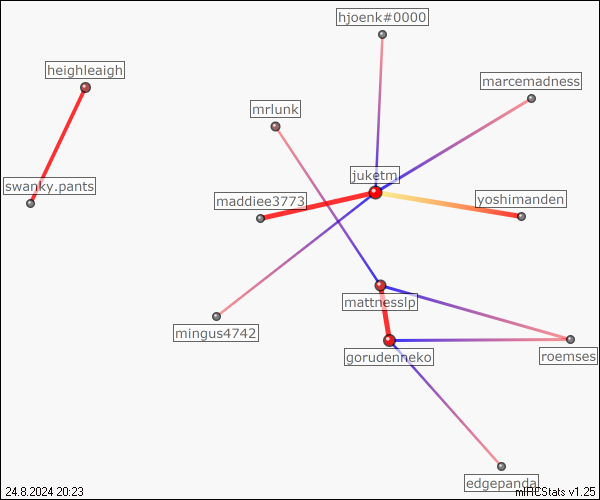 hjoenk#0000
heighleaigh
marcemadness
mrlunk
juketm
swanky.pants
maddiee3773
yoshimanden
mattnesslp
mingus4742
gorudenneko
roemses
edgepanda
24.8.2024 20:23
mIRCStats v1.25